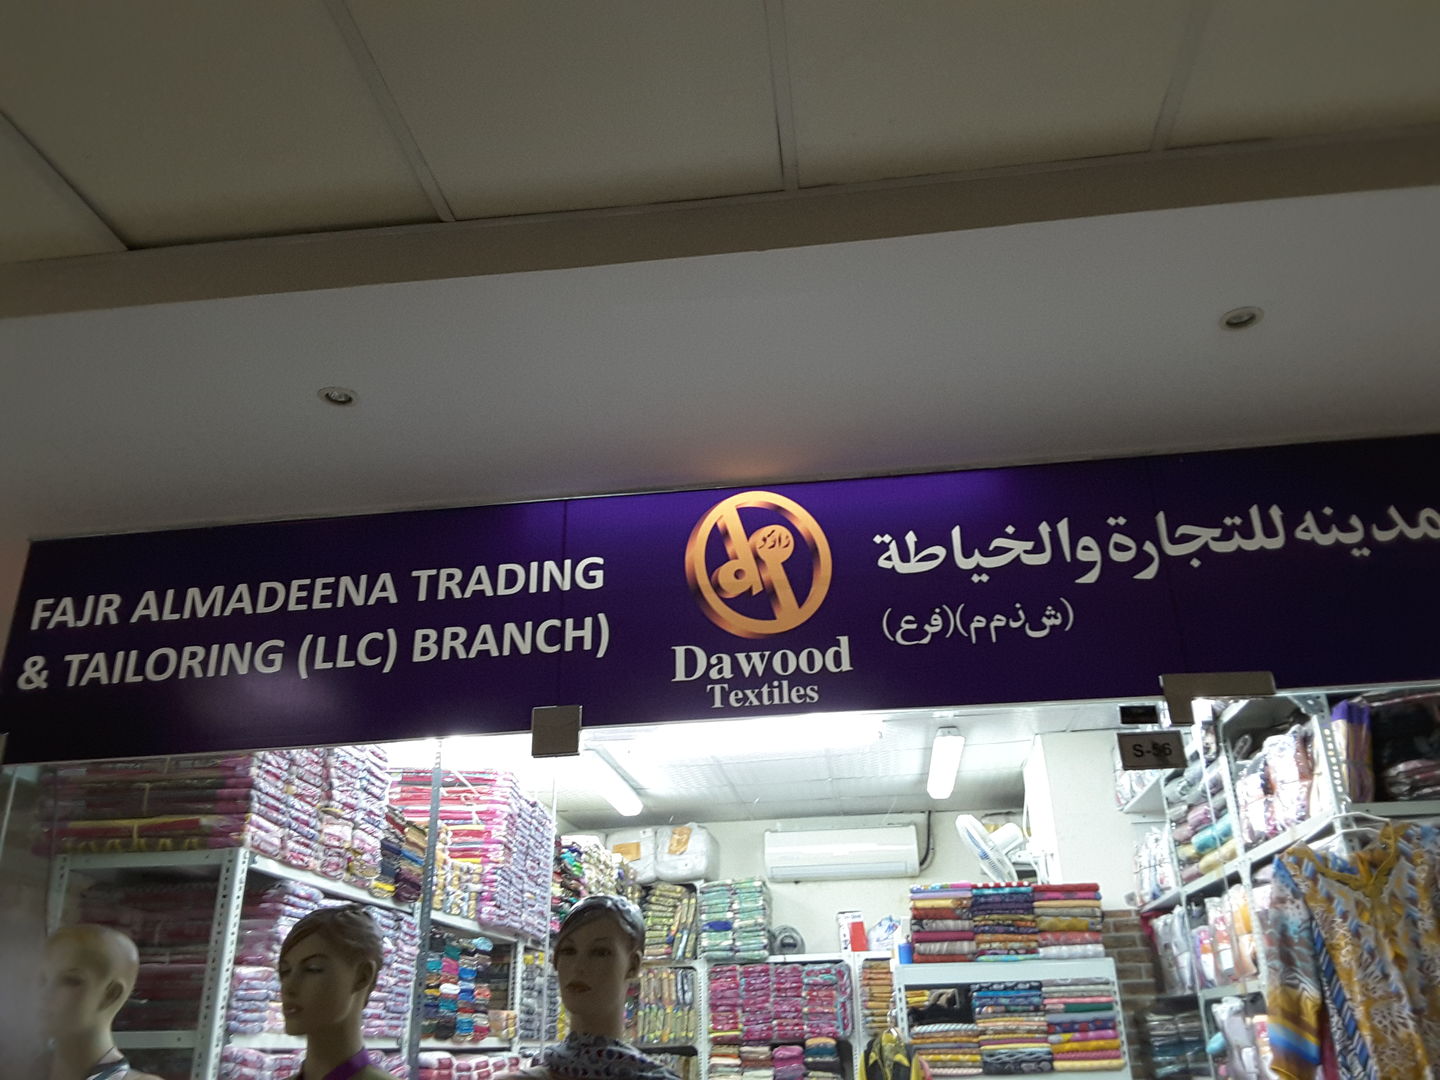 FAJR ALMADEENA TRADING
& TAILORING (LLC) BRANCH)
Dawood
Textiles
مدينه للتجارة والخياطة
(ش ذ م م) (فرع)